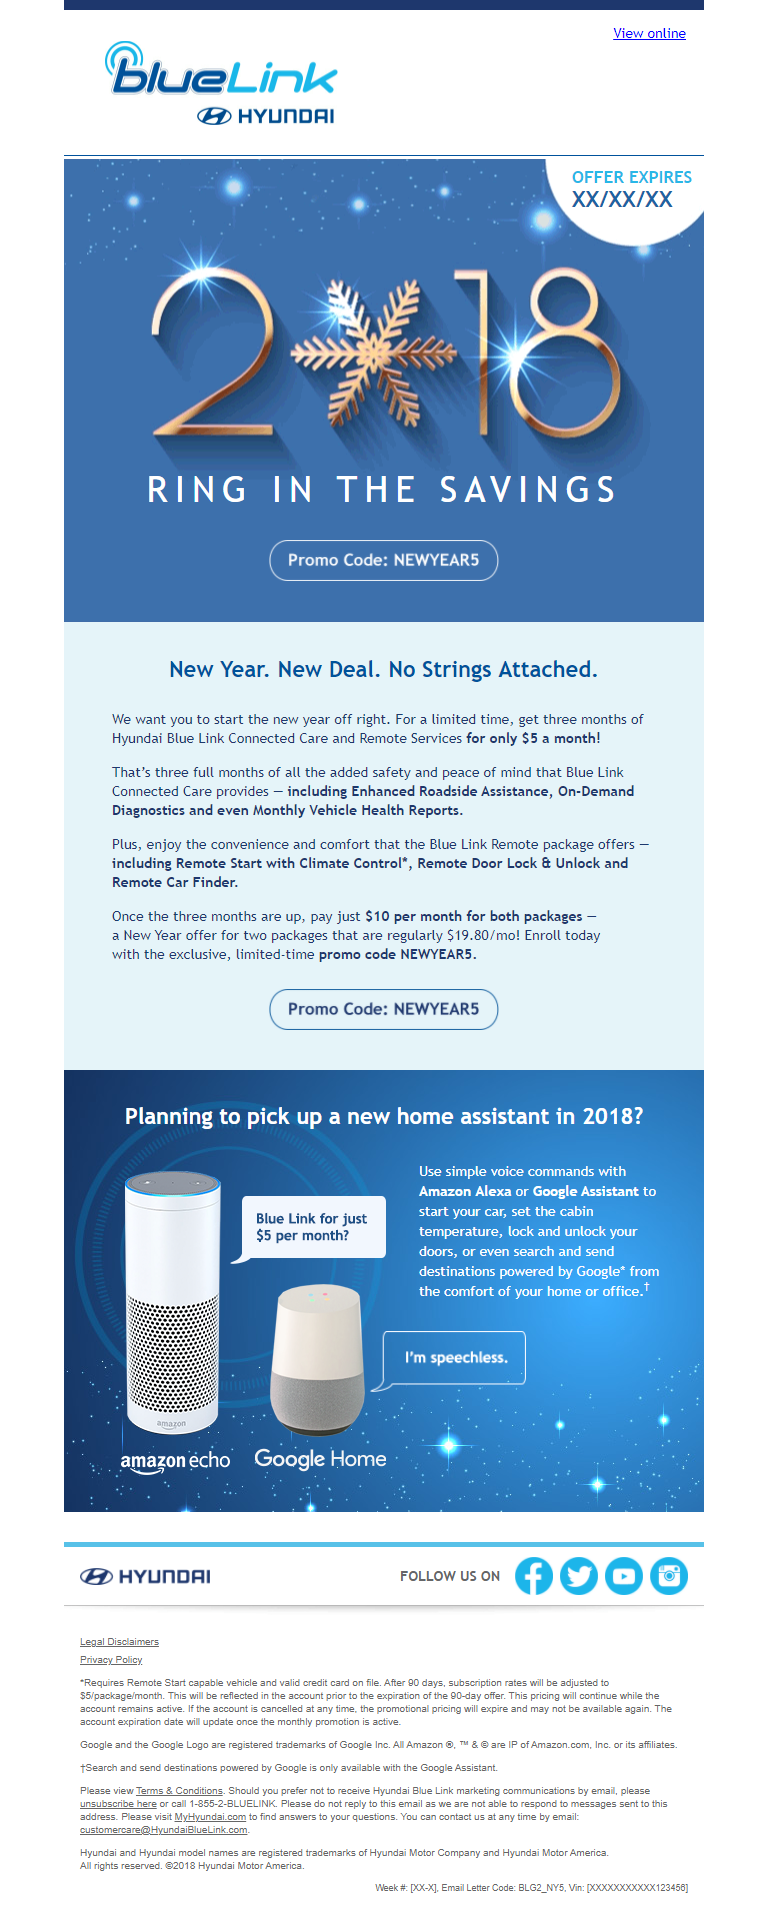 View online
blueLink
HYUNDAI
OFFER EXPIRES
XX/XX/XX
2018
RING IN THE SAVINGS
Promo Code: NEWYEAR5
New Year. New Deal. No Strings Attached.
We want you to start the new year off right. For a limited time, get three months of
Hyundai Blue Link Connected Care and Remote Services for only $5 a month!
That's three full months of all the added safety and peace of mind that Blue Link
Connected Care provides — including Enhanced Roadside Assistance, On-Demand
Diagnostics and even Monthly Vehicle Health Reports.
Plus, enjoy the convenience and comfort that the Blue Link Remote package offers —
including Remote Start with Climate Control*, Remote Door Lock & Unlock and
Remote Car Finder.
Once the three months are up, pay just $10 per month for both packages —
a New Year offer for two packages that are regularly $19.80/mo! Enroll today
with the exclusive, limited-time promo code NEWYEAR5.
Promo Code: NEWYEAR5
Planning to pick up a new home assistant in 2018?
Use simple voice commands with
Amazon Alexa or Google Assistant to
start your car, set the cabin
temperature, lock and unlock your
doors, or even search and send
destinations powered by Google* from
the comfort of your home or office.†
Blue Link for just
$5 per month?
I'm speechless.
amazon
amazon echo
Google Home
HYUNDAI
FOLLOW US ON
Legal Disclaimers
Privacy Policy
*Requires Remote Start capable vehicle and valid credit card on file. After 90 days, subscription rates will be adjusted to
$5/package/month. This will be reflected in the account prior to the expiration of the 90-day offer. This pricing will continue while the
account remains active. If the account is cancelled at any time, the promotional pricing will expire and may not be available again. The
account expiration date will update once the monthly promotion is active.
Google and the Google Logo are registered trademarks of Google Inc. All Amazon ®, ™ & © are IP of Amazon.com, Inc. or its affiliates.
†Search and send destinations powered by Google is only available with the Google Assistant.
Please view Terms & Conditions. Should you prefer not to receive Hyundai Blue Link marketing communications by email, please
unsubscribe here or call 1-855-2-BLUELINK. Please do not reply to this email as we are not able to respond to messages sent to this
address. Please visit MyHyundai.com to find answers to your questions. You can contact us at any time by email:
customercare@HyundaiBlueLink.com.
Hyundai and Hyundai model names are registered trademarks of Hyundai Motor Company and Hyundai Motor America.
All rights reserved. ©2018 Hyundai Motor America.
Week #: [XX-X], Email Letter Code: BLG2_NY5, Vin: [XXXXXXXXXXX123456]